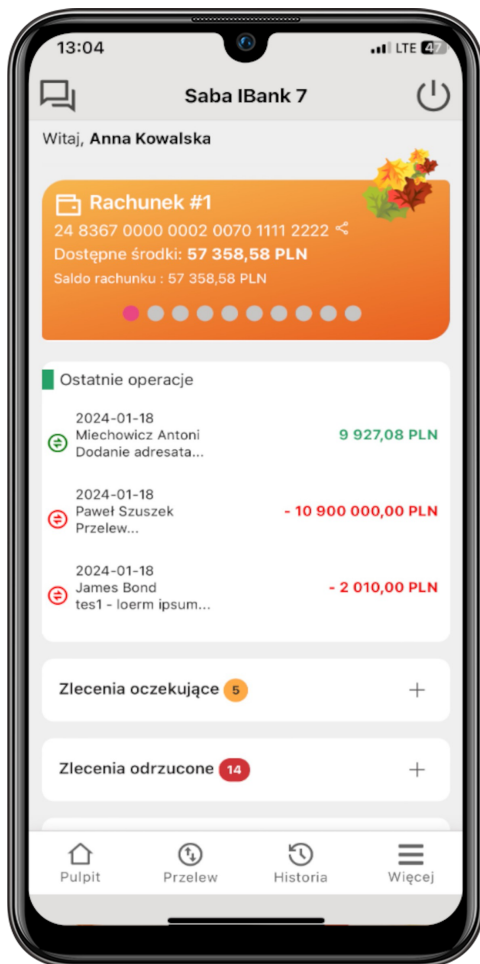 13:04
LTE 47
Saba IBank 7
Witaj, Anna Kowalska
Rachunek #1
24 8367 0000 0002 0070 1111 2222
Dostępne środki: 57 358,58 PLN
Saldo rachunku : 57 358,58 PLN
Ostatnie operacje
2024-01-18
Miechowicz Antoni
9 927,08 PLN
Dodanie adresata...
2024-01-18
Paweł Szuszek
- 10 900 000,00 PLN
Przelew...
2024-01-18
James Bond
- 2 010,00 PLN
tes1 - loerm ipsum...
Zlecenia oczekujące 5
Zlecenia odrzucone 14
Pulpit Przelew Historia Więcej